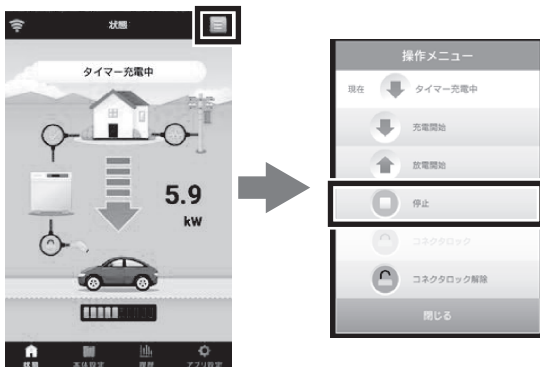 状態
タイマー充電中
5.9
kW
状態
本体設定
履歴
アプリ設定
操作メニュー
現在 タイマー充電中
充電開始
放電開始
停止
コネクタロック
コネクタロック解除
閉じる